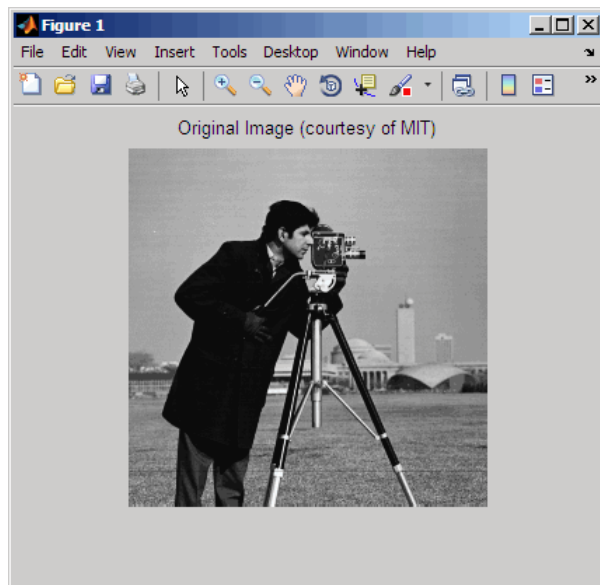 Figure 1
File Edit View Insert Tools Desktop Window Help
Original Image (courtesy of MIT)